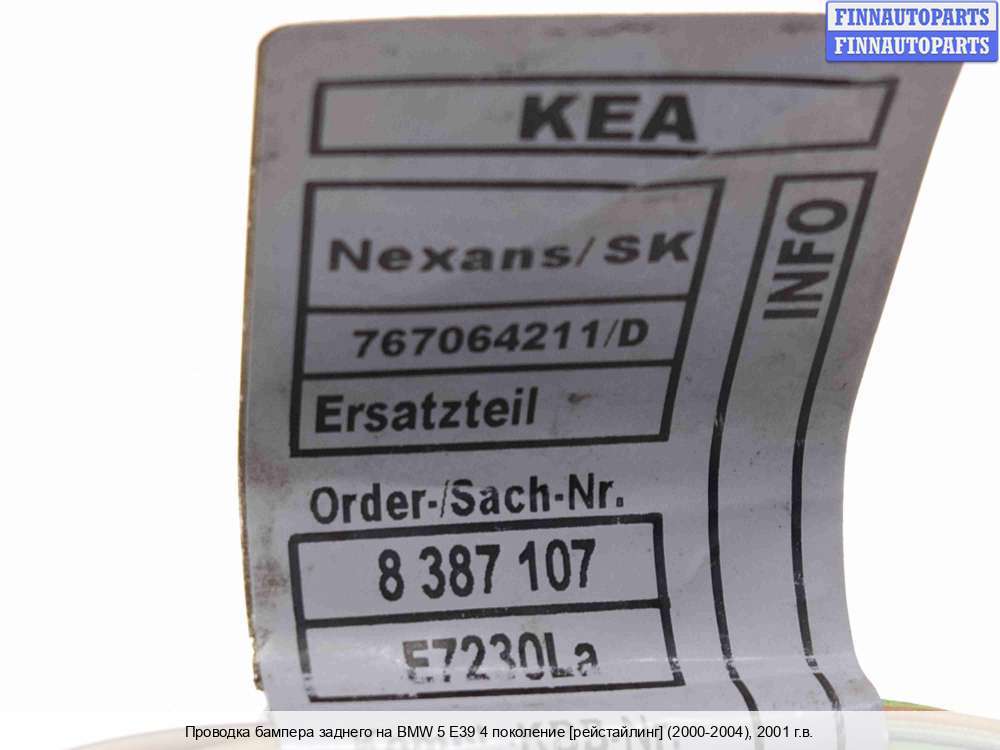 FINNAUTOPARTS
FINNAUTOPARTS
KEA
Nexans/SK
767064211/D
Ersatzteil
INFO
Order-/Sach-Nr.
8 387 107
E7230La
Проводка бампера заднего на BMW 5 E39 4 поколение [рестайлинг] (2000-2004), 2001 г.в.